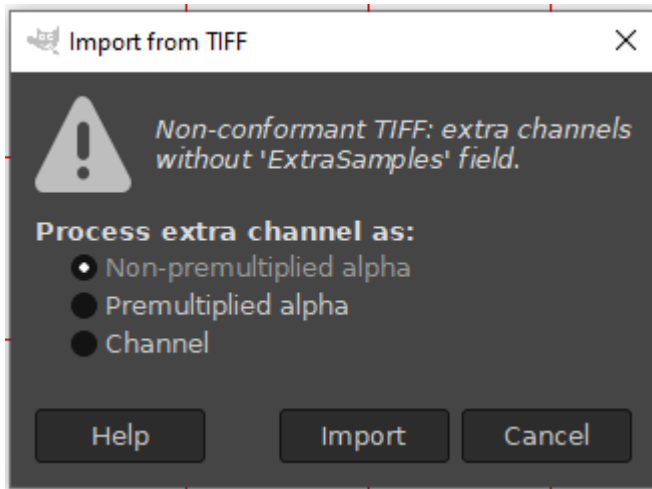 Import from TIFF
Non-conformant TIFF: extra channels
without 'ExtraSamples' field.
Process extra channel as:
Non-premultiplied alpha
Premultiplied alpha
Channel
Help
Import
Cancel